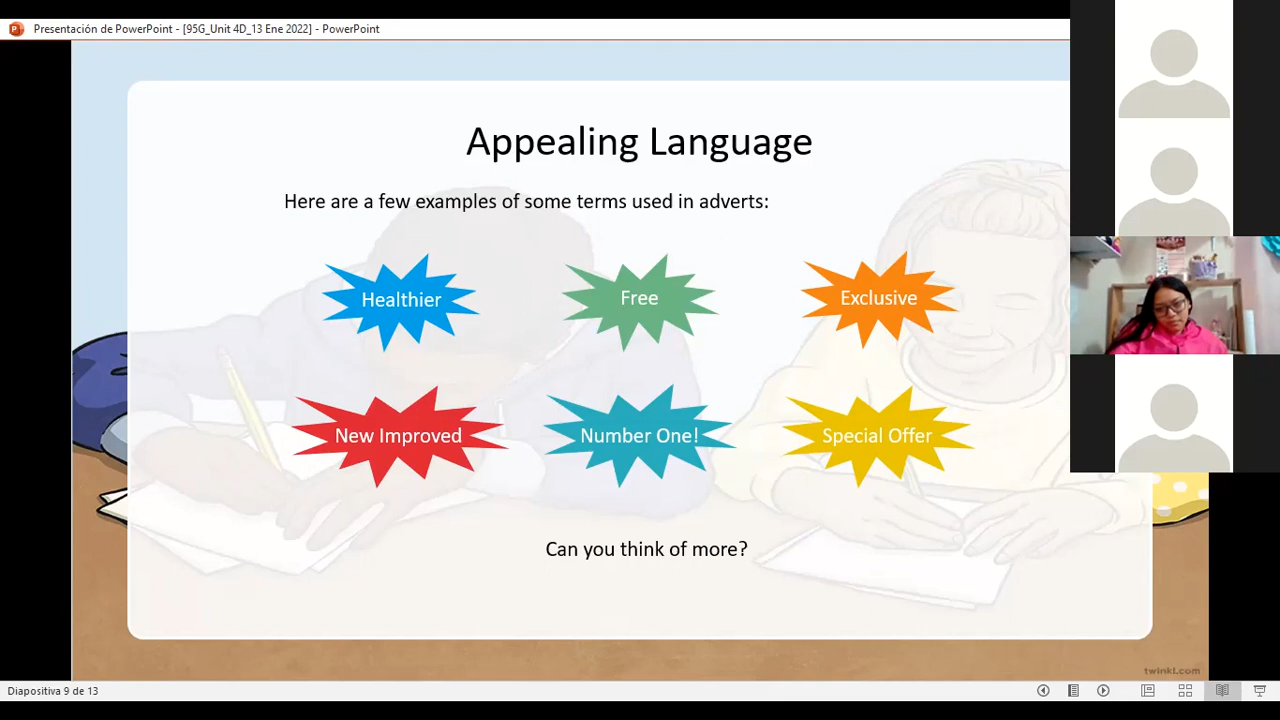 Presentación de PowerPoint - [95G_Unit 4D_13 Ene 2022] - PowerPoint
Appealing Language
Here are a few examples of some terms used in adverts:
Healthier
Free
Exclusive
New Improved
Number One!
Special Offer
Can you think of more?
twinkl.com
Diapositiva 9 de 13